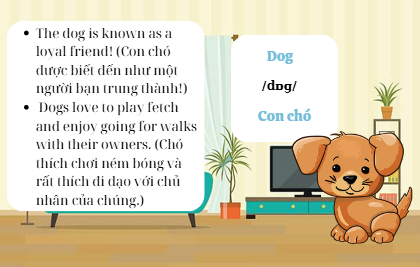 The dog is known as a
loyal friend! (Con chó
được biết đến như một
người bạn trung thành!)
Dogs love to play fetch
and enjoy going for walks
with their owners. (Chó
thích chơi ném bóng và
rất thích đi dạo với chủ
nhân của chúng.)
Dog
/dɒg/
Con chó